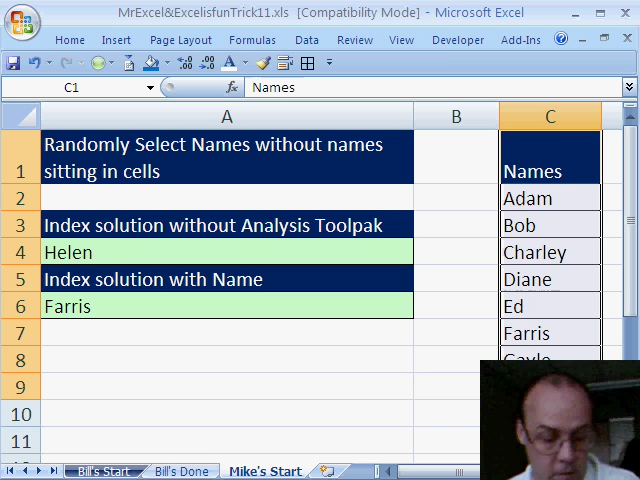 MrExcel&ExcelisfunTrick11.xls [Compatibility Mode] - Microsoft Excel
Home Insert Formulas Data Review Developer Add-Ins
C1 fx Names
A B C
1 Randomly Select Names without names
sitting in cells Names
2 Adam
3 Index solution without Analysis Toolpak Bob
4 Helen Charley
5 Index solution with Name Diane
6 Farris Ed
7 Farris
8 Gayle
9
10
11
Bill's Start Bill's Done Mike's Start